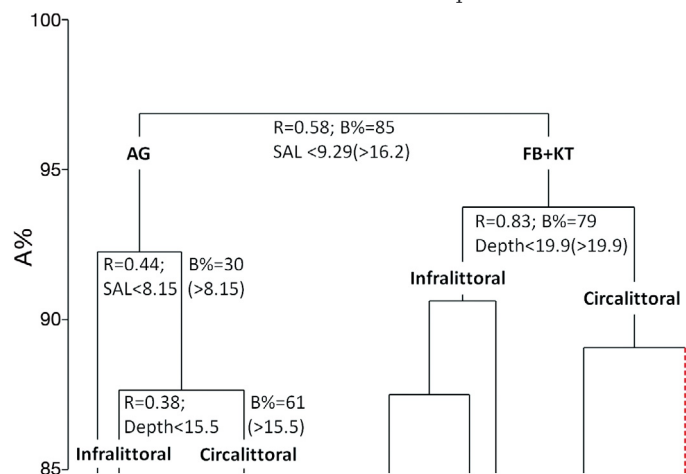 100
R=0.58; B%=85
AG
SAL <9.29(>16.2)
FB+KT
95
R=0.83; B%=79
Depth<19.9(>19.9)
A%
R=0.44; B%=30
SAL<8.15 (>8.15)
Infralittoral
Circalittoral
90
R=0.38; B%=61
Depth<15.5 (>15.5)
Infralittoral Circalittoral
85